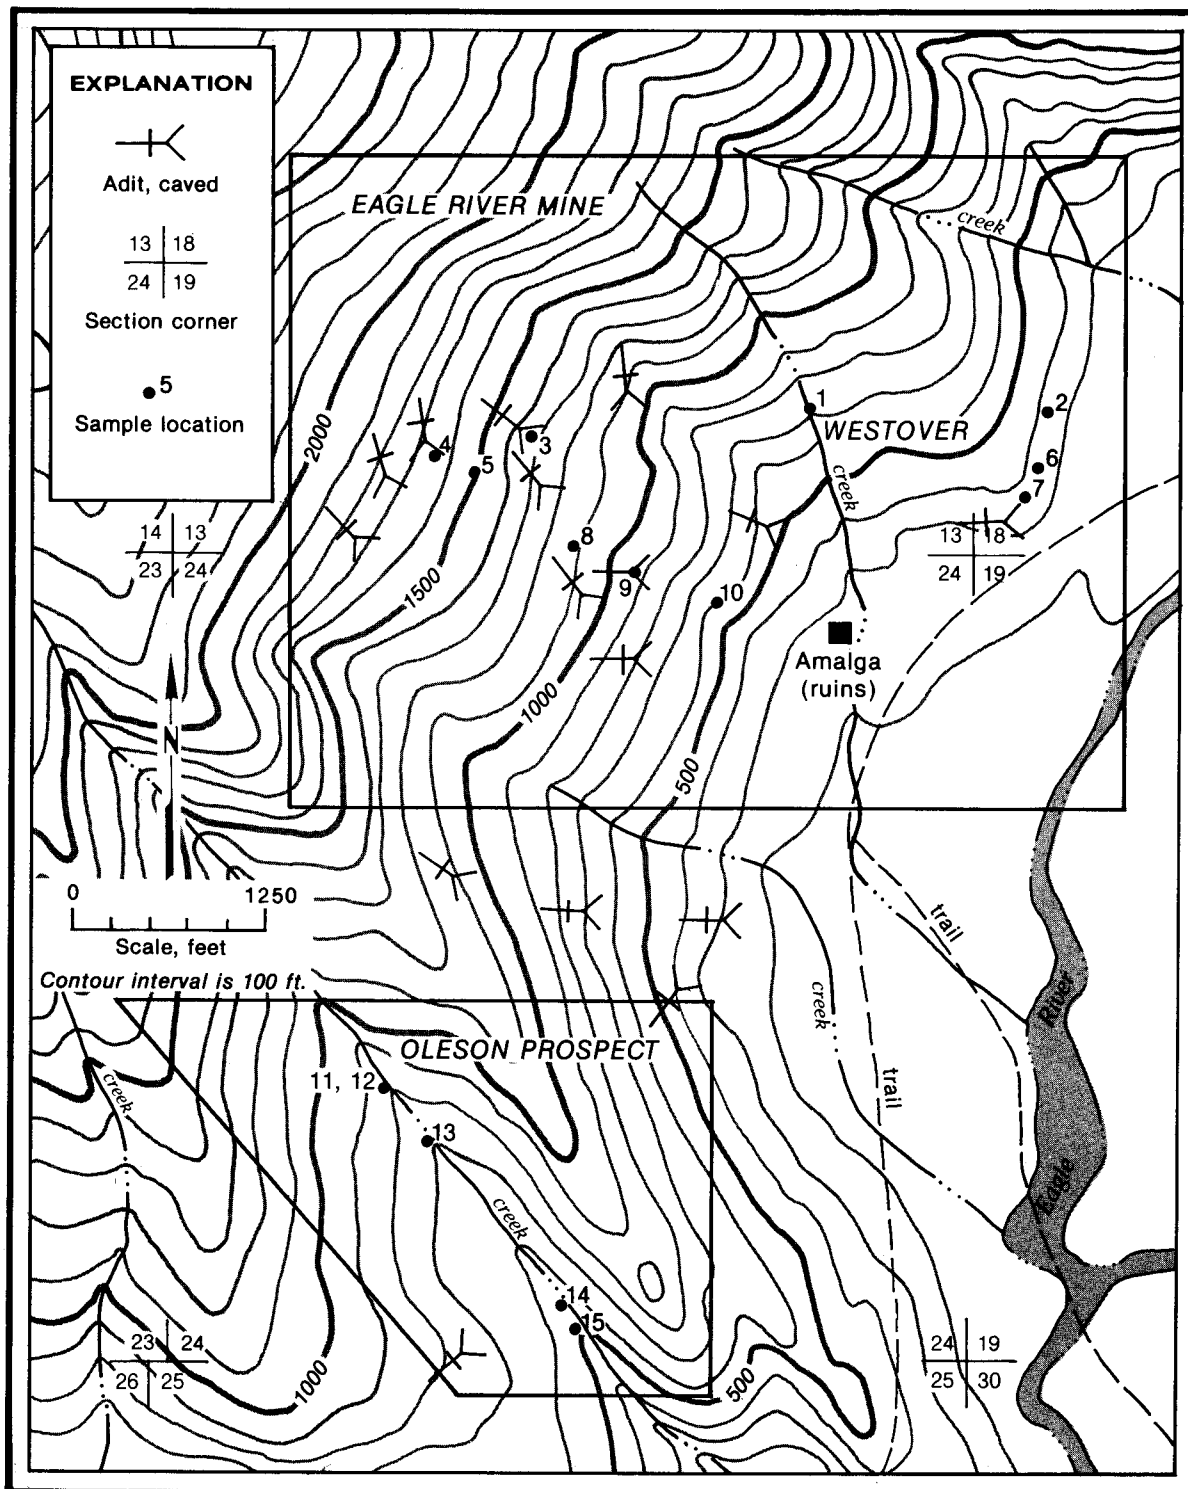 EXPLANATION
Adit, caved
13 18
24 19
Section corner
5
Sample location
EAGLE RIVER MINE
creek
2000
1
2
WESTOVER
3
4
5
6
7
creek
14 13
23 24
13 18
24 19
8
9
10
1500
Amalga
(ruins)
1000
500
N
0 1250
Scale, feet
Contour interval is 100 ft.
trail
creek
River
OLESON PROSPECT
trail
11, 12
creek
13
Eagle
creek
14
15
23 24
26 25
1000
500
24 19
25 30